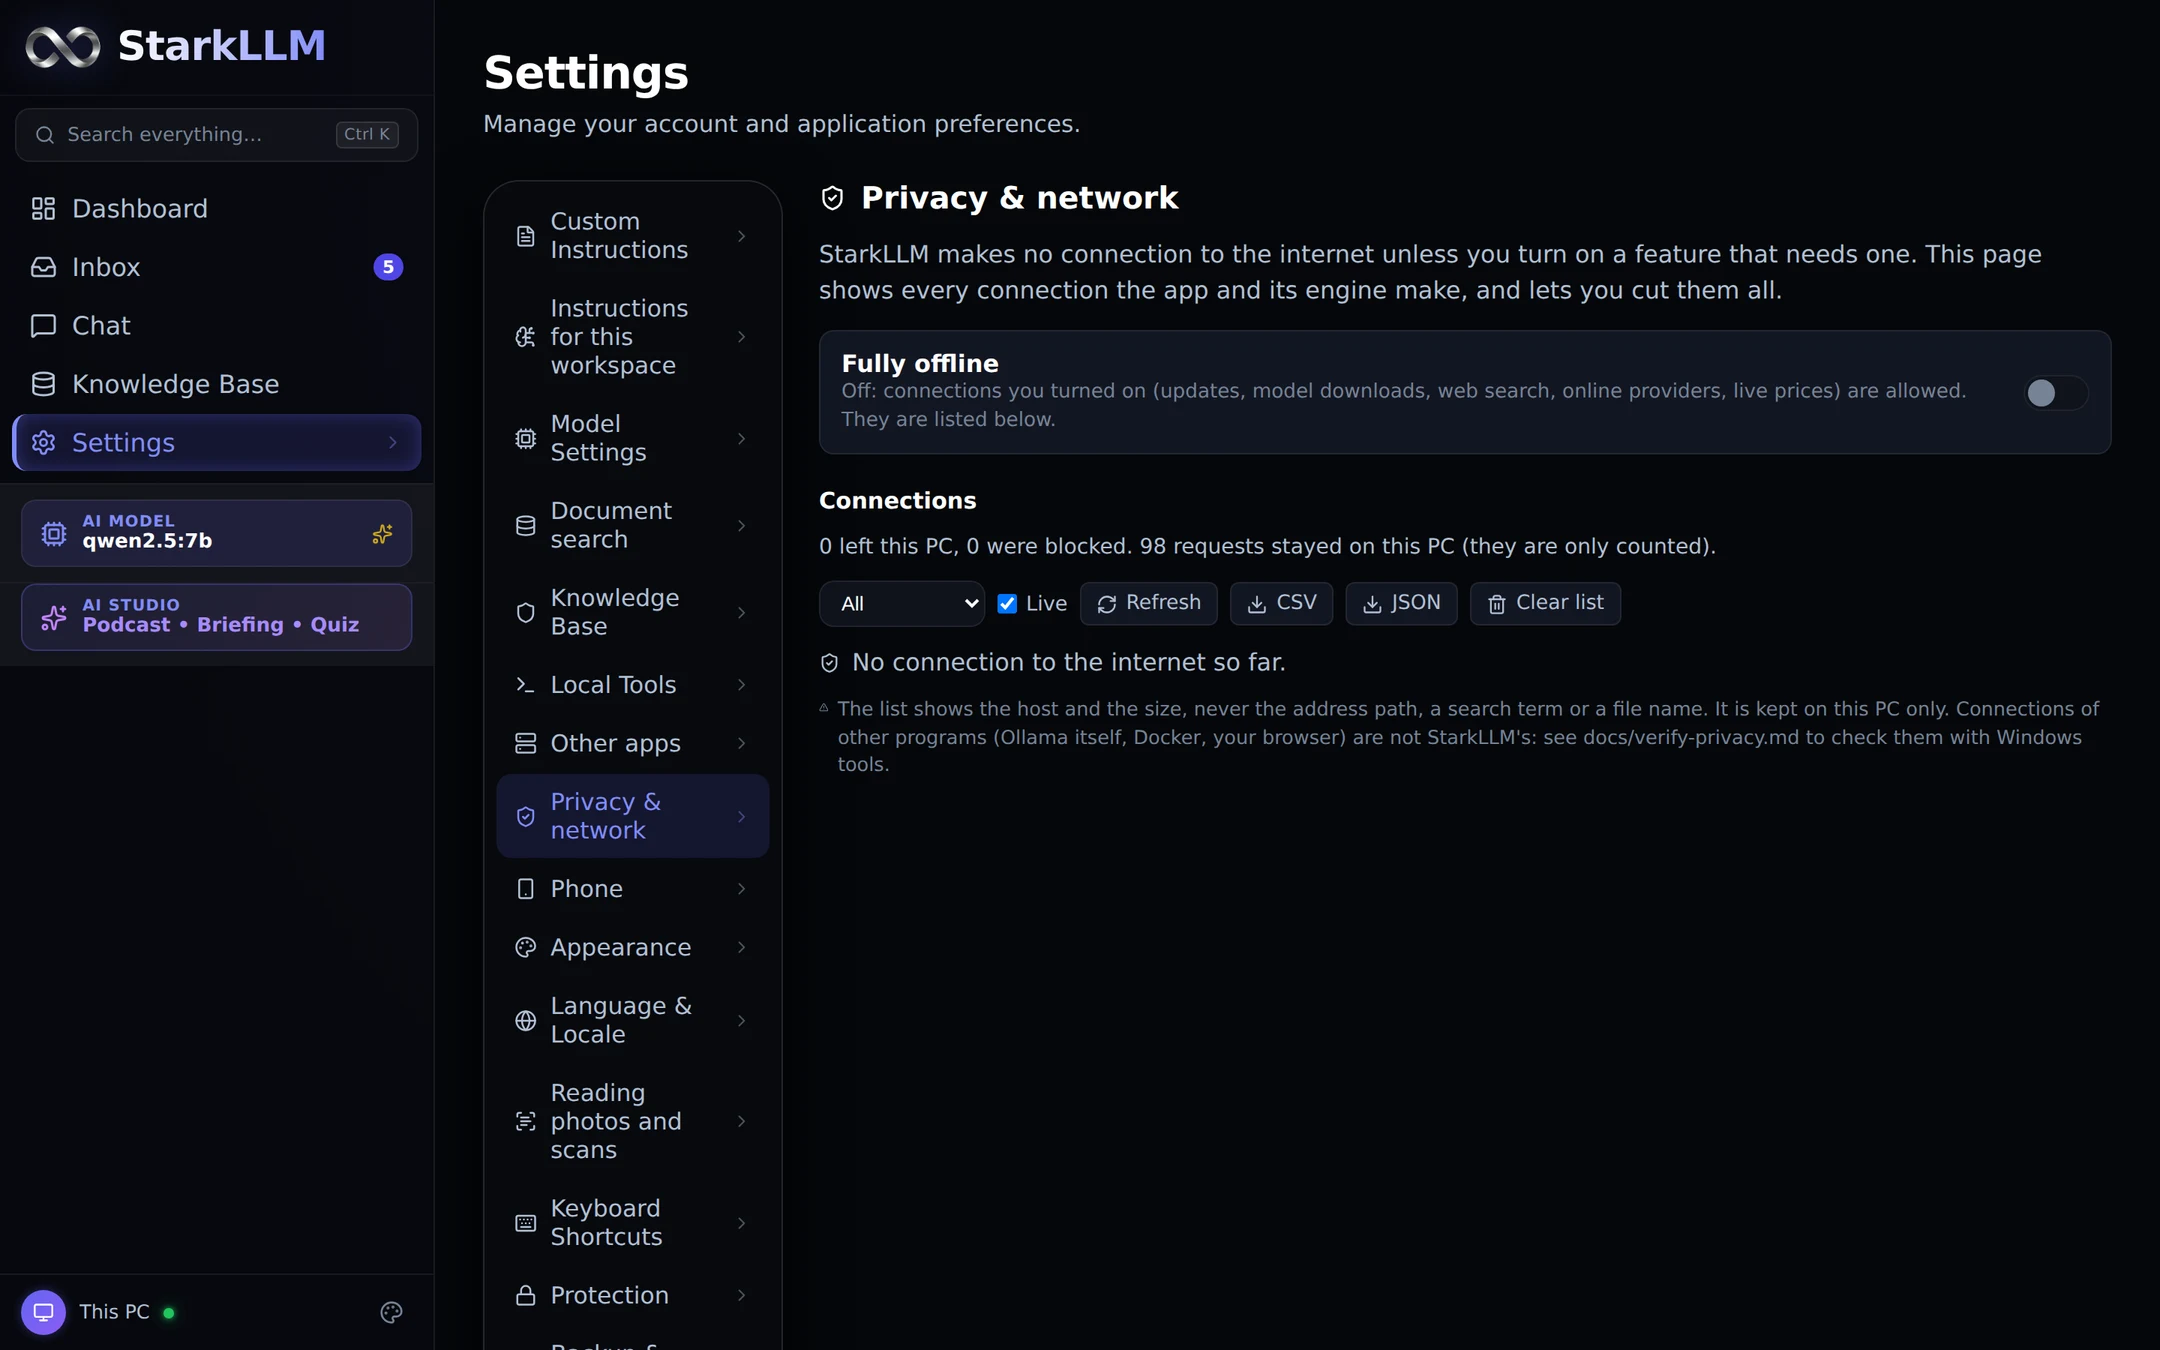 StarkLLM
Search everything...
Ctrl K
Dashboard
Inbox
5
Chat
Knowledge Base
Settings
AI MODEL
qwen2.5:7b
AI STUDIO
Podcast • Briefing • Quiz
This PC
Settings
Manage your account and application preferences.
Custom
Instructions
Instructions
for this
workspace
Model
Settings
Document
search
Knowledge
Base
Local Tools
Other apps
Privacy &
network
Phone
Appearance
Language &
Locale
Reading
photos and
scans
Keyboard
Shortcuts
Protection
Privacy & network
StarkLLM makes no connection to the internet unless you turn on a feature that needs one. This page
shows every connection the app and its engine make, and lets you cut them all.
Fully offline
Off: connections you turned on (updates, model downloads, web search, online providers, live prices) are allowed.
They are listed below.
Connections
0 left this PC, 0 were blocked. 98 requests stayed on this PC (they are only counted).
All
Live
Refresh
CSV
JSON
Clear list
No connection to the internet so far.
The list shows the host and the size, never the address path, a search term or a file name. It is kept on this PC only. Connections of
other programs (Ollama itself, Docker, your browser) are not StarkLLM's: see docs/verify-privacy.md to check them with Windows
tools.